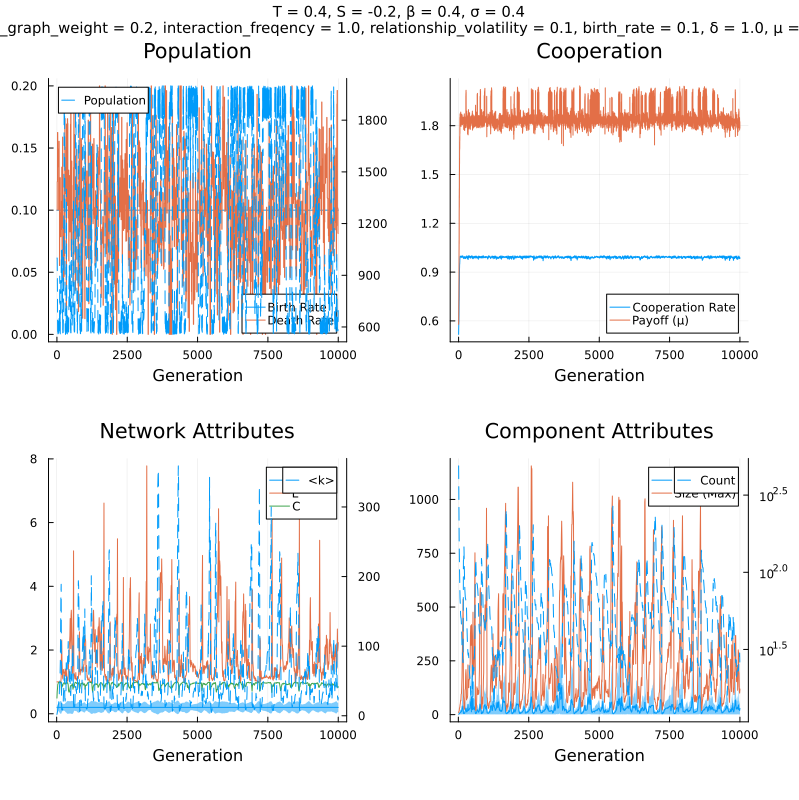 T = 0.4, S = -0.2, β = 0.4, σ = 0.4
_graph_weight = 0.2, interaction_freqency = 1.0, relationship_volatility = 0.1, birth_rate = 0.1, δ = 1.0, μ =
Population
Cooperation
0.20
0.15
0.10
0.05
0.00
Population
Birth Rate
Death Rate
1800
1500
1200
900
600
0 2500 5000 7500 10000
Generation
1.8
1.5
1.2
0.9
0.6
Cooperation Rate
Payoff (μ)
0 2500 5000 7500 10000
Generation
Network Attributes
Component Attributes
8
6
4
2
0
<k>
C
300
200
100
0
0 2500 5000 7500 10000
Generation
1000
750
500
250
0
Count
Size (Max)
10^2.5
10^2.0
10^1.5
0 2500 5000 7500 10000
Generation